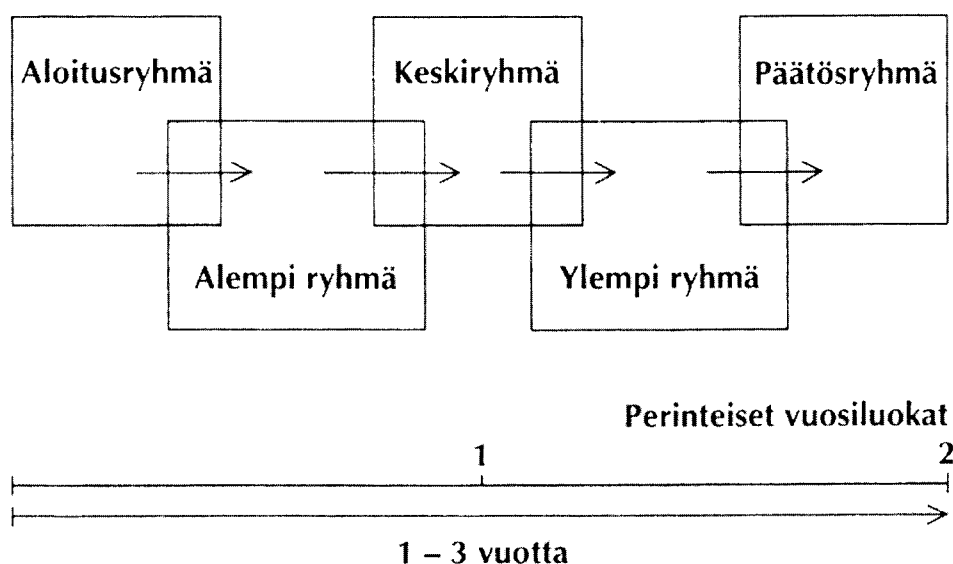 Aloitusryhmä
Keskiryhmä
Päätösryhmä
Alempi ryhmä
Ylempi ryhmä
Perinteiset vuosiluokat
1
2
1 – 3 vuotta